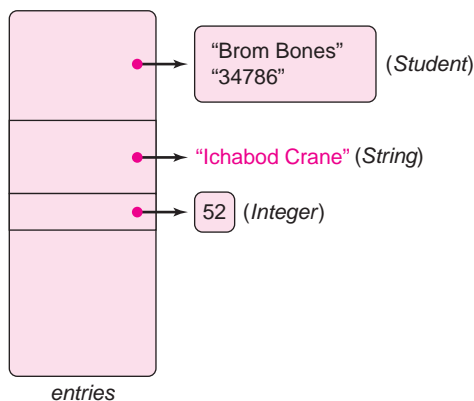 “Brom Bones”
“34786”
(Student)
“Ichabod Crane” (String)
52 (Integer)
entries